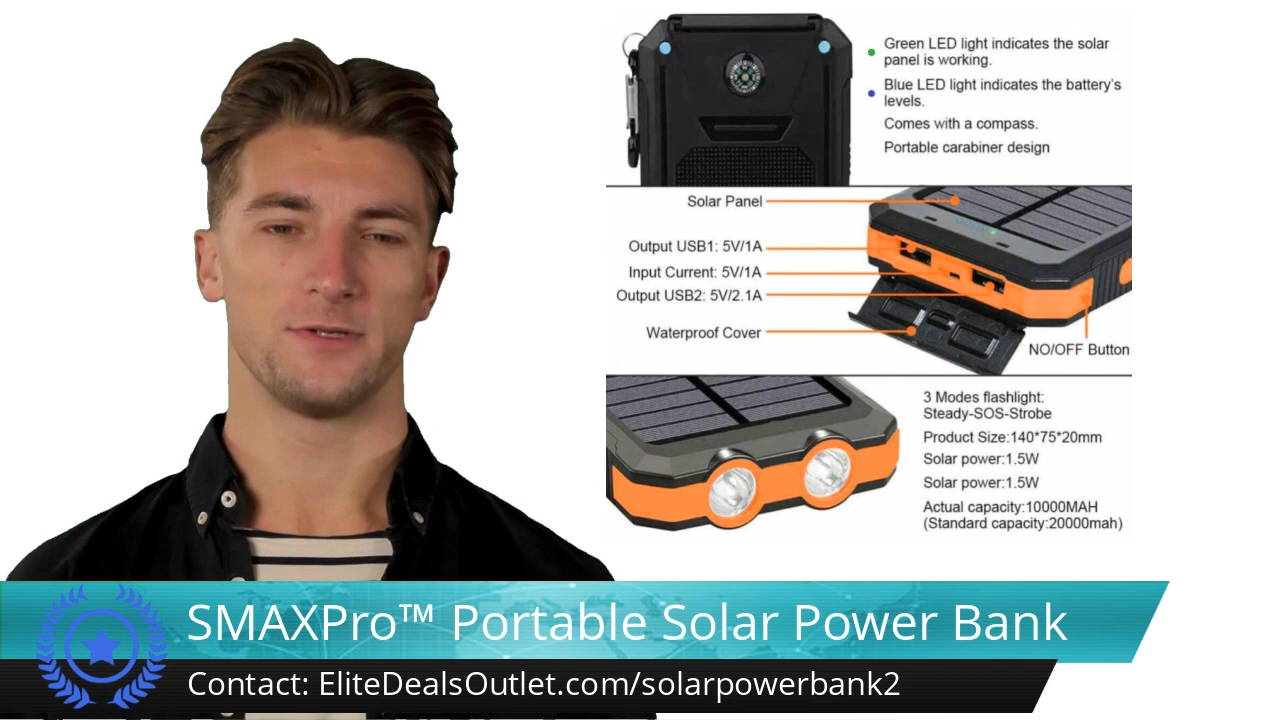 Green LED light indicates the solar
panel is working.
Blue LED light indicates the battery's
levels.
Comes with a compass.
Portable carabiner design
Solar Panel
Output USB1: 5V/1A
Input Current: 5V/1A
Output USB2: 5V/2.1A
Waterproof Cover
NO/OFF Button
3 Modes flashlight:
Steady-SOS-Strobe
Product Size:140*75*20mm
Solar power:1.5W
Solar power:1.5W
Actual capacity:10000MAH
(Standard capacity:20000mah)
SMAXPro™ Portable Solar Power Bank
Contact: EliteDealsOutlet.com/solarpowerbank2